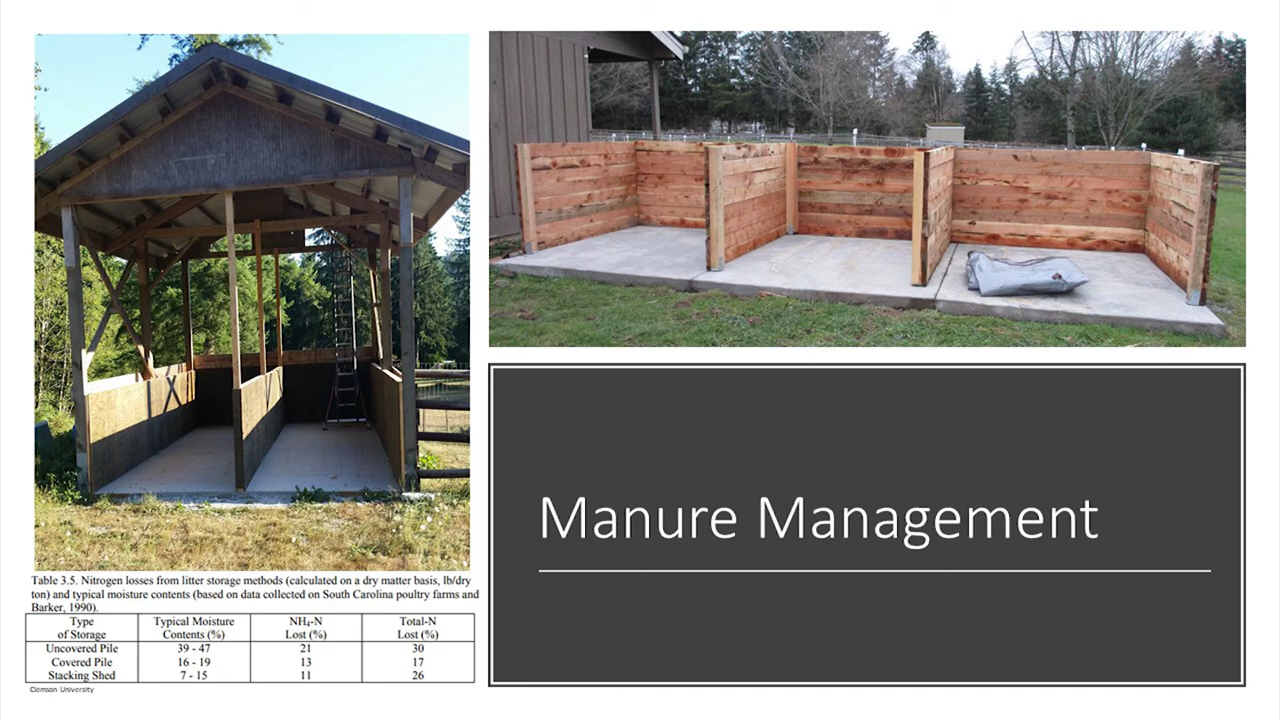 Table 3.5. Nitrogen losses from litter storage methods (calculated on a dry matter basis, lb/dry
ton) and typical moisture contents (based on data collected on South Carolina poultry farms and
Barker, 1990).
Type of Storage Typical Moisture Contents (%) NH₄-N Lost (%) Total-N Lost (%)
Uncovered Pile 39 - 47 21 30
Covered Pile 16 - 19 13 17
Stacking Shed 7 - 15 11 26
Clemson University
Manure Management